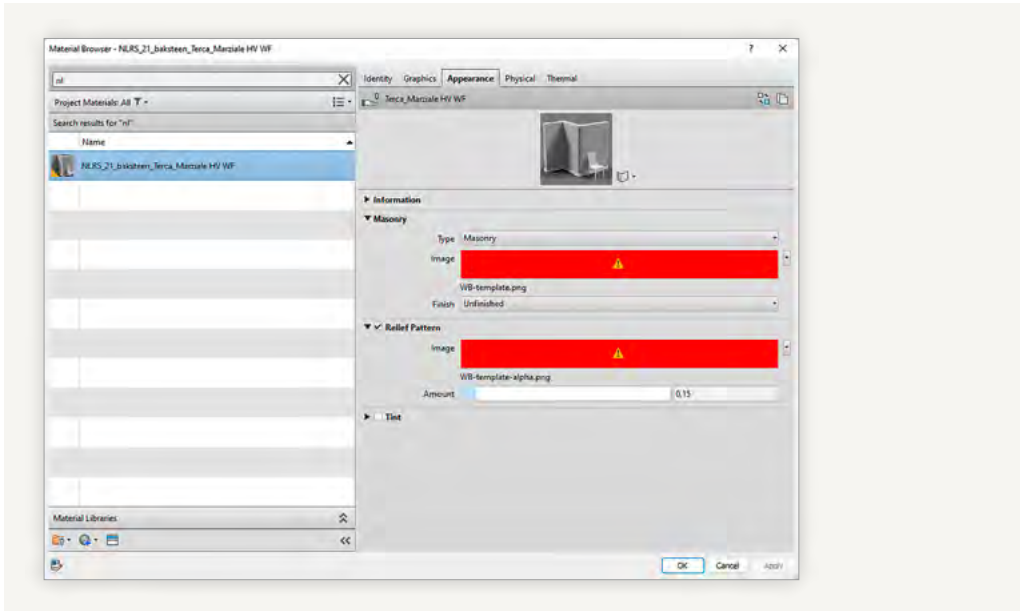 Material Browser - NLRS_21_baksteen_Terca_Marziale HV WF
? X
nl
Identity Graphics Appearance Physical Thermal
Project Materials: All
0 Terca_Marziale HV WF
Search results for "nl"
Name
NLRS_21_baksteen_Terca_Marziale HV WF
Information
Masonry
Type Masonry
Image
WB-template.png
Finish Unfinished
Relief Pattern
Image
WB-template-alpha.png
Amount 0,15
Tint
Material Libraries
OK Cancel Apply